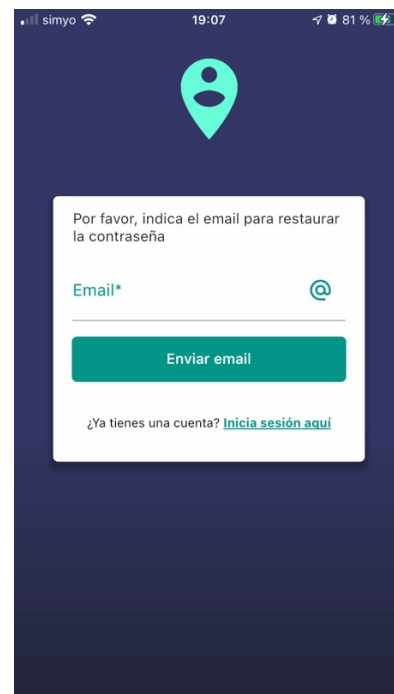 simyo 19:07 81 %
Por favor, indica el email para restaurar
la contraseña
Email* @
Enviar email
¿Ya tienes una cuenta? Inicia sesión aquí